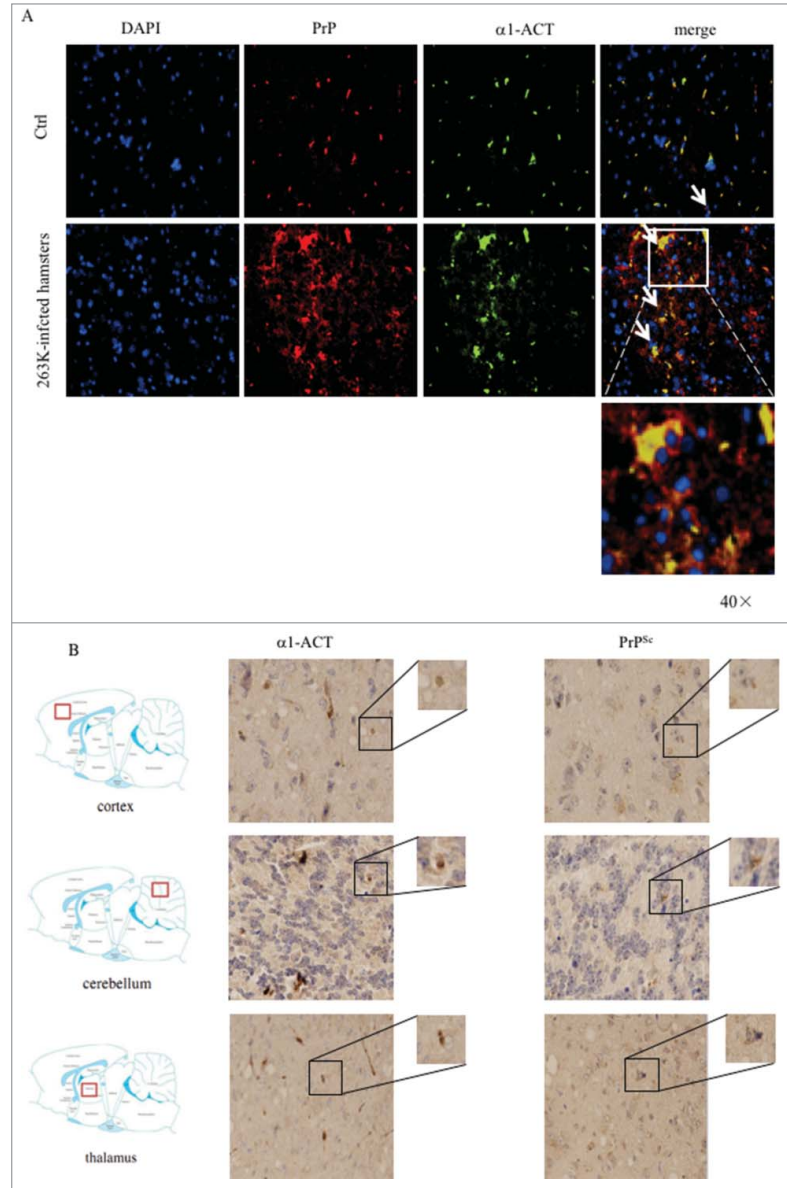 A
DAPI PrP α1-ACT merge
Ctrl
263K-infcted hamsters
40×
B
α1-ACT PrPSc
cortex
cerebellum
thalamus